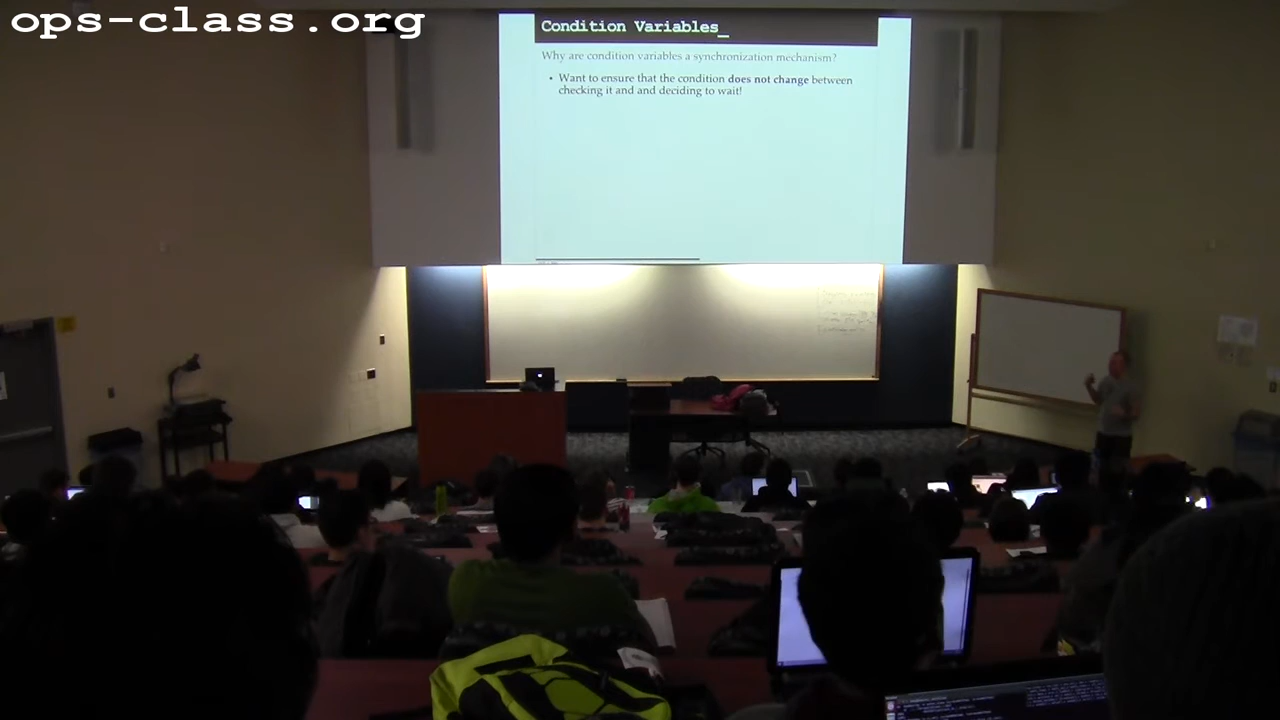 ops-class.org
Condition Variables_
Why are condition variables a synchronization mechanism?
• Want to ensure that the condition does not change between
checking it and and deciding to wait!